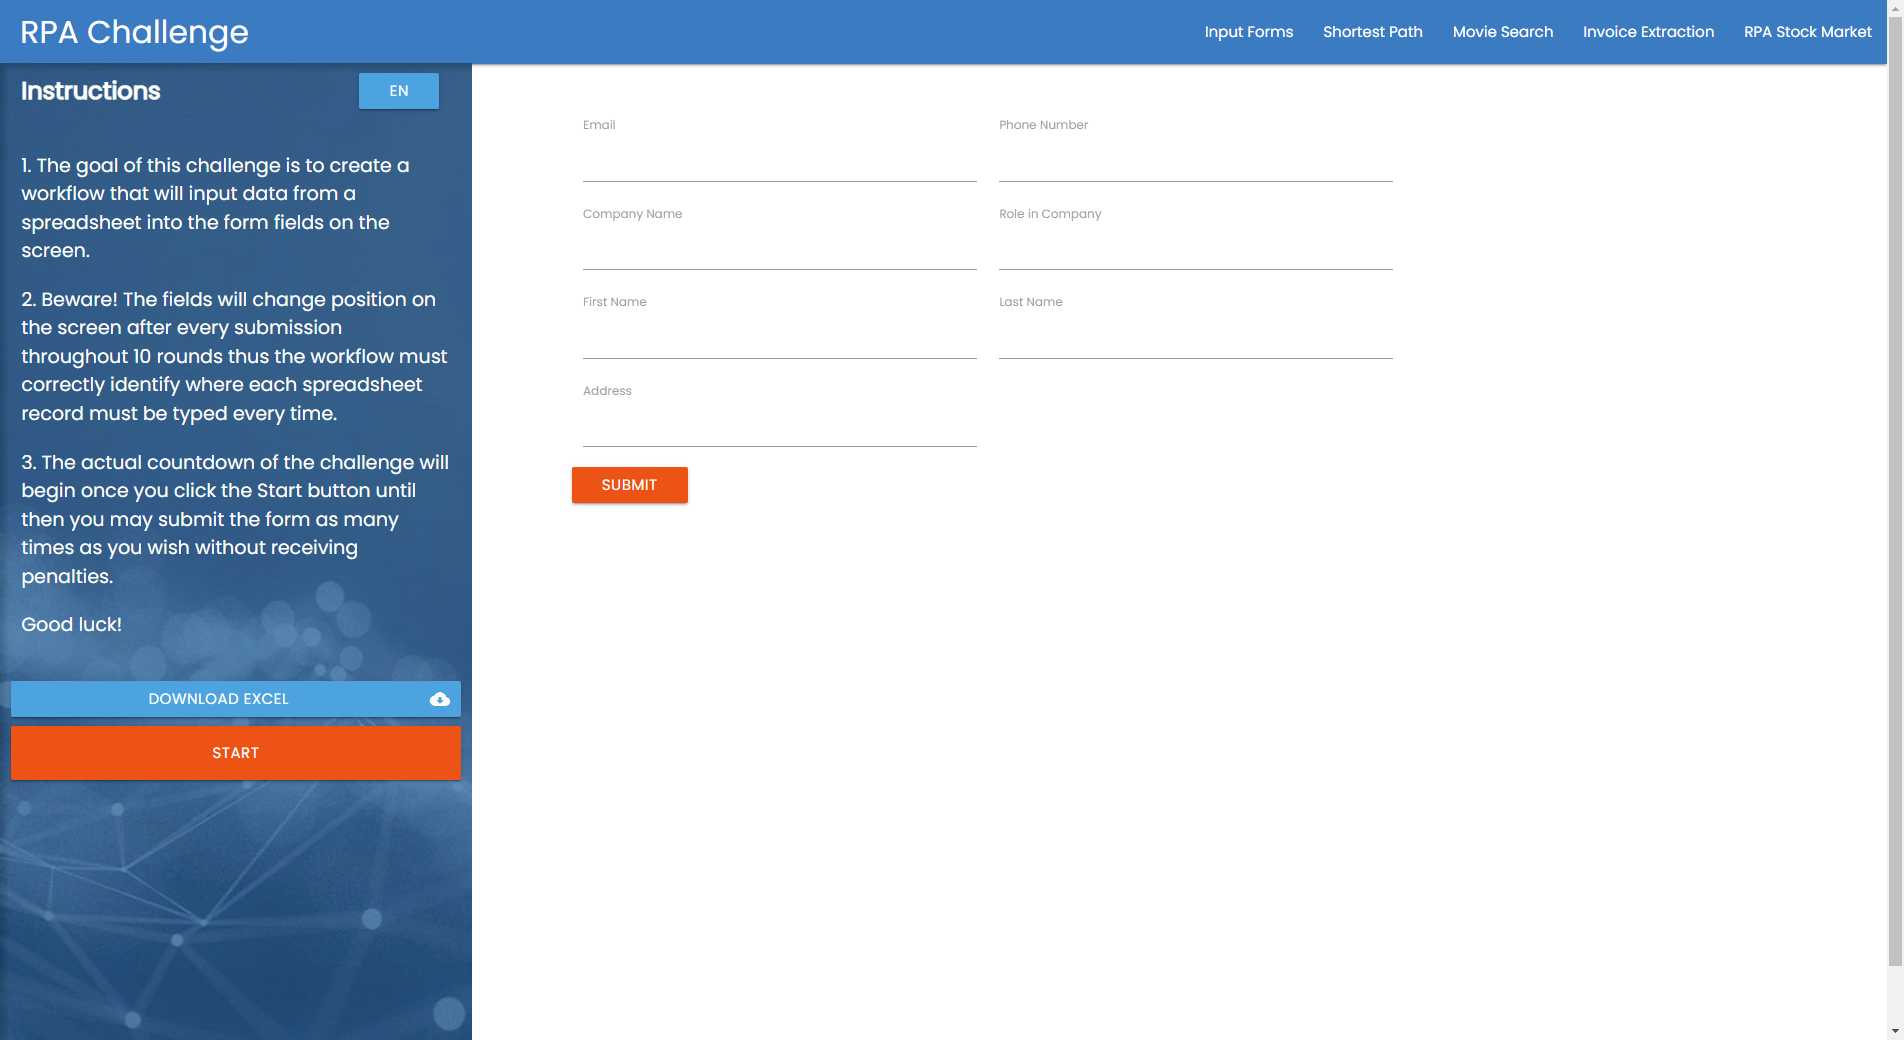 RPA Challenge
Input Forms
Shortest Path
Movie Search
Invoice Extraction
RPA Stock Market
Instructions
EN
1. The goal of this challenge is to create a
workflow that will input data from a
spreadsheet into the form fields on the
screen.
2. Beware! The fields will change position on
the screen after every submission
throughout 10 rounds thus the workflow must
correctly identify where each spreadsheet
record must be typed every time.
3. The actual countdown of the challenge will
begin once you click the Start button until
then you may submit the form as many
times as you wish without receiving
penalties.
Good luck!
DOWNLOAD EXCEL
START
Email
Phone Number
Company Name
Role in Company
First Name
Last Name
Address
SUBMIT